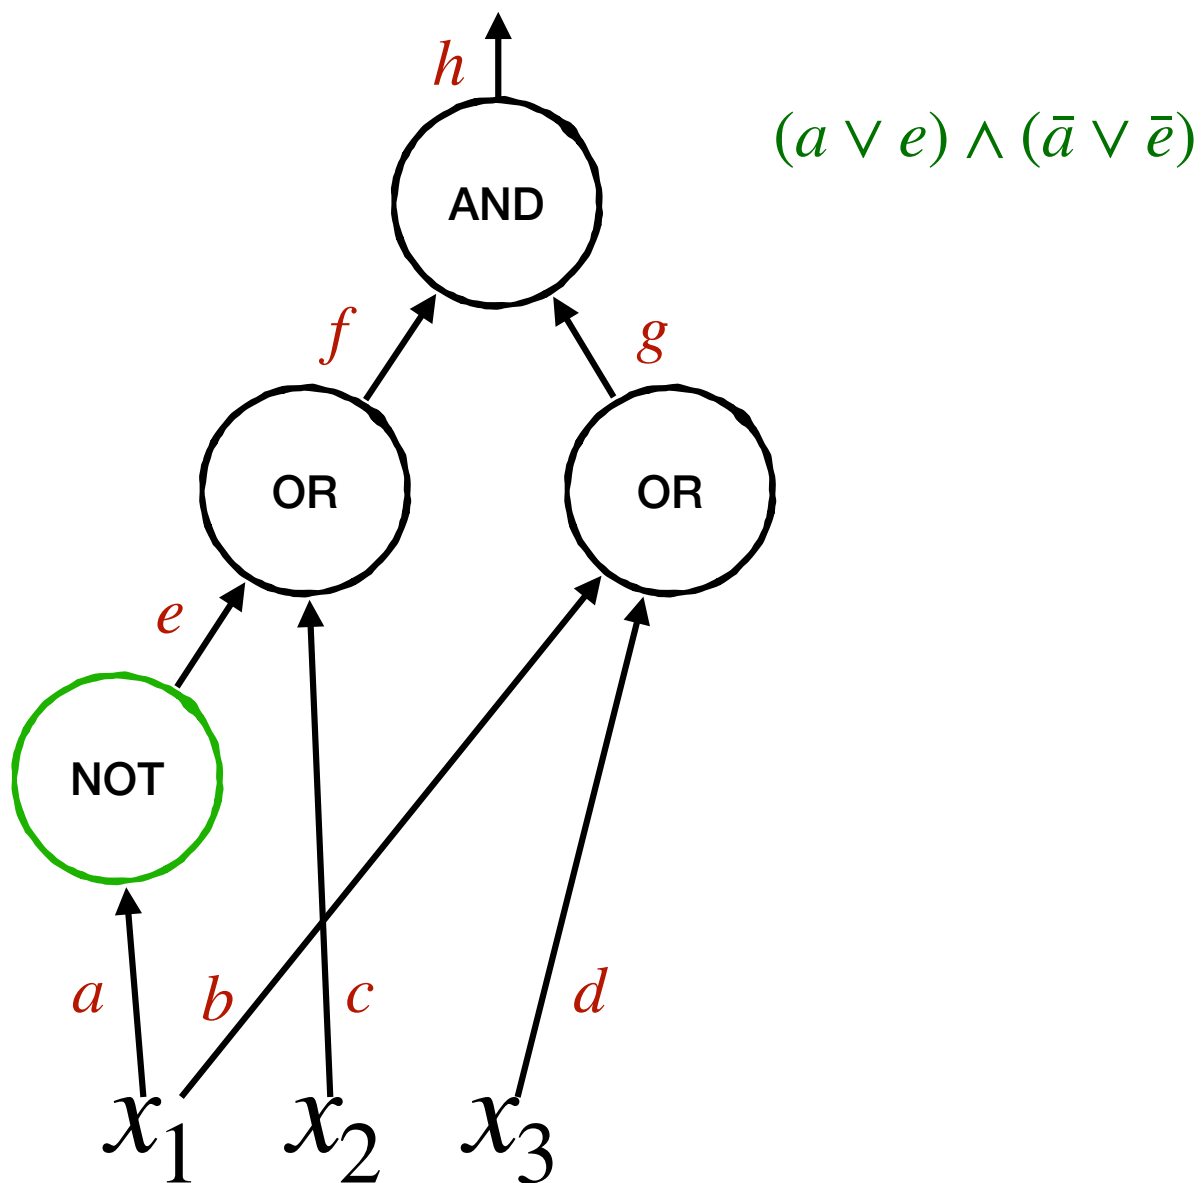 h
(a ∨ e) ∧ (ā ∨ ē)
AND
f
g
OR
OR
e
NOT
a
b
c
d
x₁
x₂
x₃